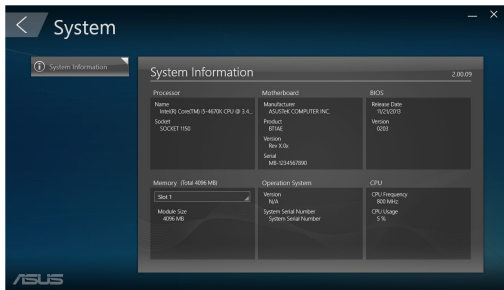 System
System Information
System Information
2.00.09
Processor
Name
Intel(R) Core(TM) i5-4670K CPU @ 3.4...
Socket
SOCKET 1150
Motherboard
Manufacturer
ASUSTeK COMPUTER INC.
Product
BT1AE
Version
Rev X.0x
Serial
MB-1234567890
BIOS
Release Date
11/21/2013
Version
0203
Memory (Total 4096 MB)
Slot 1
Module Size
4096 MB
Operation System
Version
N/A
System Serial Number
System Serial Number
CPU
CPU Frequency
800 MHz
CPU Usage
5 %
ASUS